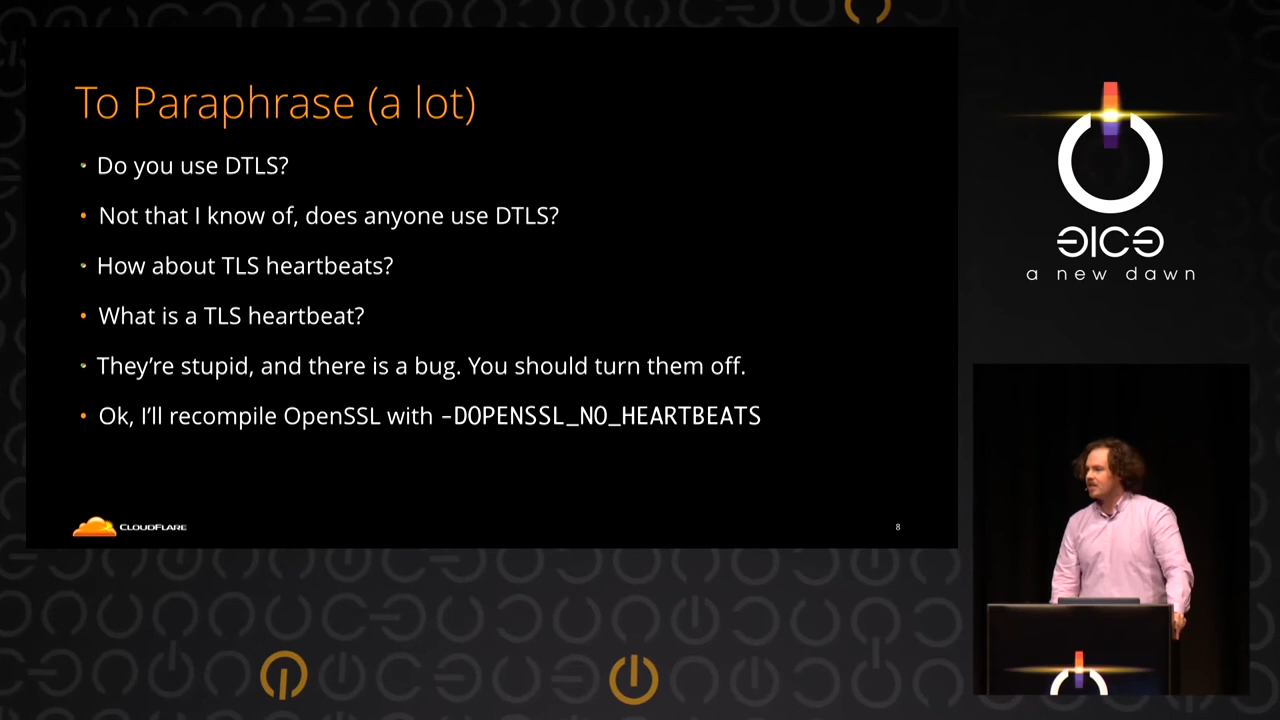 To Paraphrase (a lot)
Do you use DTLS?
Not that I know of, does anyone use DTLS?
How about TLS heartbeats?
What is a TLS heartbeat?
They’re stupid, and there is a bug. You should turn them off.
Ok, I’ll recompile OpenSSL with -DOPENSSL_NO_HEARTBEATS
CLOUDFLARE
8
a new dawn